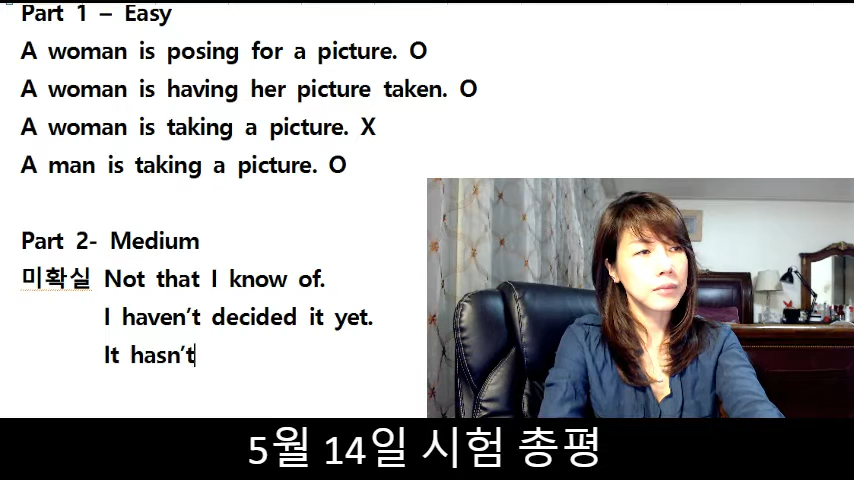 Part 1 – Easy
A woman is posing for a picture. O
A woman is having her picture taken. O
A woman is taking a picture. X
A man is taking a picture. O
Part 2- Medium
미확실 Not that I know of.
I haven’t decided it yet.
It hasn’t
5월 14일 시험 총평